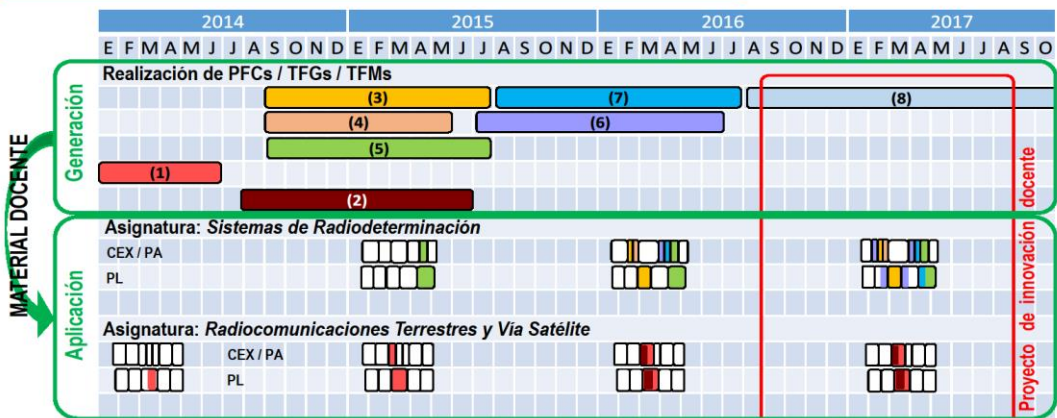 2014 2015 2016 2017
E F M A M J J A S O N D E F M A M J J A S O N D E F M A M J J A S O N D E F M A M J J A S O
Realización de PFCs / TFGs / TFMs
(3) (7) (8)
(4) (6)
(5)
(1)
(2)
Generación
MATERIAL DOCENTE
Asignatura: Sistemas de Radiodeterminación
CEX / PA
PL
Aplicación
Asignatura: Radiocomunicaciones Terrestres y Vía Satélite
CEX / PA
PL
Proyecto de innovación docente